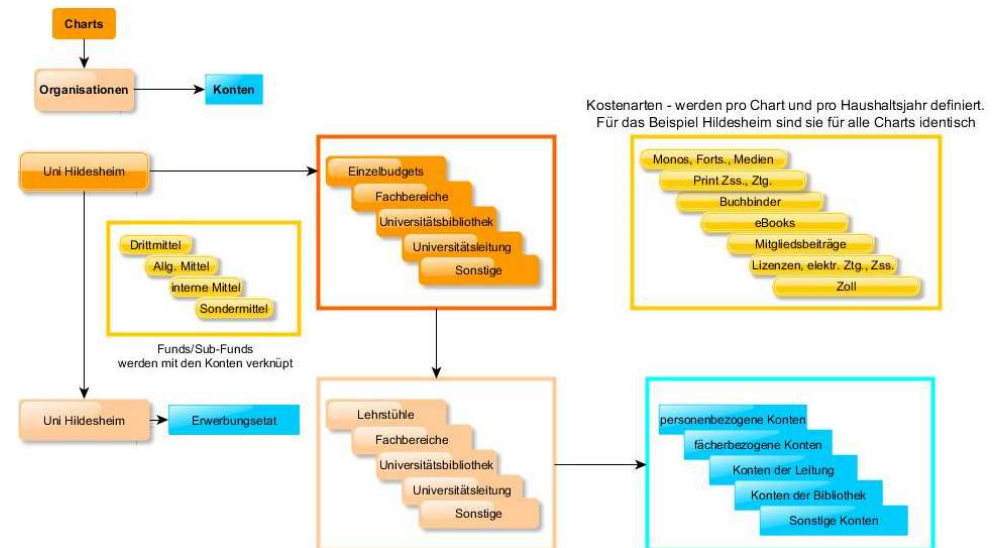 Charts
Organisationen
Konten
Kostenarten - werden pro Chart und pro Haushaltsjahr definiert.
Für das Beispiel Hildesheim sind sie für alle Charts identisch
Uni Hildesheim
Einzelbudgets
Fachbereiche
Universitätsbibliothek
Universitätsleitung
Sonstige
Monos, Forts., Medien
Print Zss., Ztg.
Buchbinder
eBooks
Mitgliedsbeiträge
Lizenzen, elektr. Ztg., Zss.
Zoll
Drittmittel
Allg. Mittel
interne Mittel
Sondermittel
Funds/Sub-Funds
werden mit den Konten verknüpt
Uni Hildesheim
Erwerbungsetat
Lehrstühle
Fachbereiche
Universitätsbibliothek
Universitätsleitung
Sonstige
personenbezogene Konten
fächerbezogene Konten
Konten der Leitung
Konten der Bibliothek
Sonstige Konten